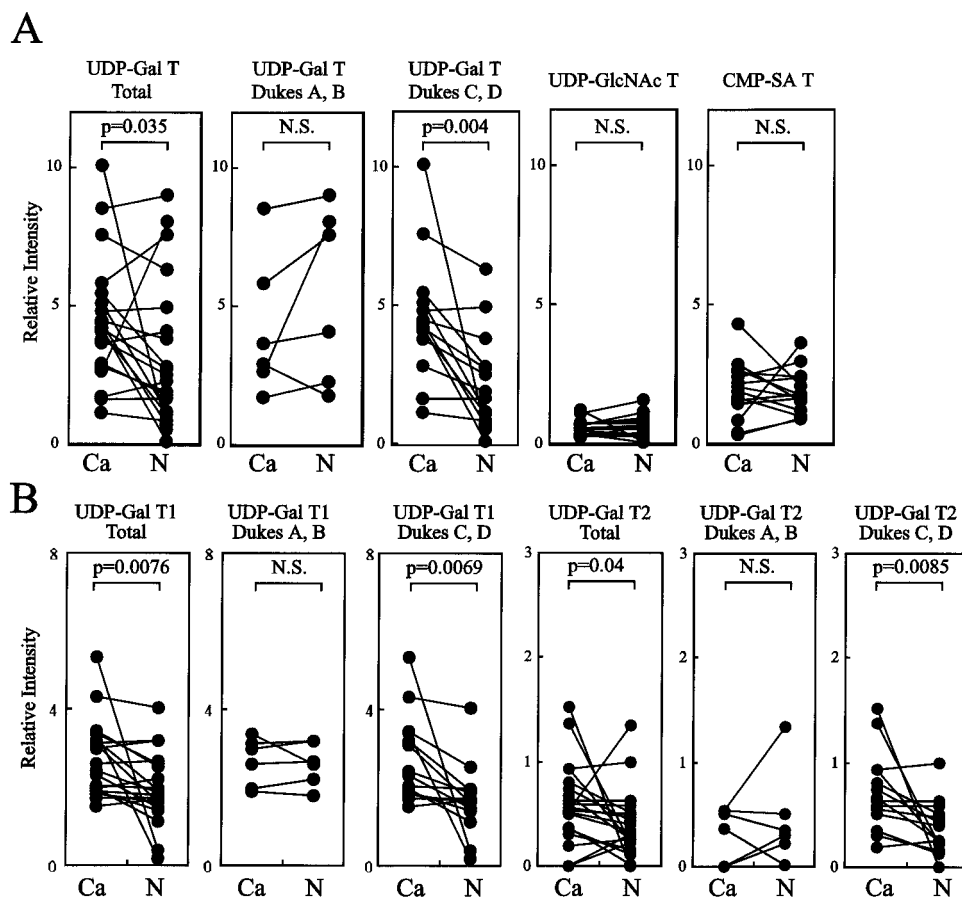 A
UDP-Gal T
Total
UDP-Gal T
Dukes A, B
UDP-Gal T
Dukes C, D
UDP-GlcNAc T
CMP-SA T
p=0.035
N.S.
p=0.004
N.S.
N.S.
Relative Intensity
10
5
0
10
5
0
10
5
0
10
5
0
10
5
0
Ca N
Ca N
Ca N
Ca N
Ca N
B
UDP-Gal T1
Total
UDP-Gal T1
Dukes A, B
UDP-Gal T1
Dukes C, D
UDP-Gal T2
Total
UDP-Gal T2
Dukes A, B
UDP-Gal T2
Dukes C, D
p=0.0076
N.S.
p=0.0069
p=0.04
N.S.
p=0.0085
Relative Intensity
8
4
0
8
4
0
8
4
0
3
2
1
0
3
2
1
0
3
2
1
0
Ca N
Ca N
Ca N
Ca N
Ca N
Ca N